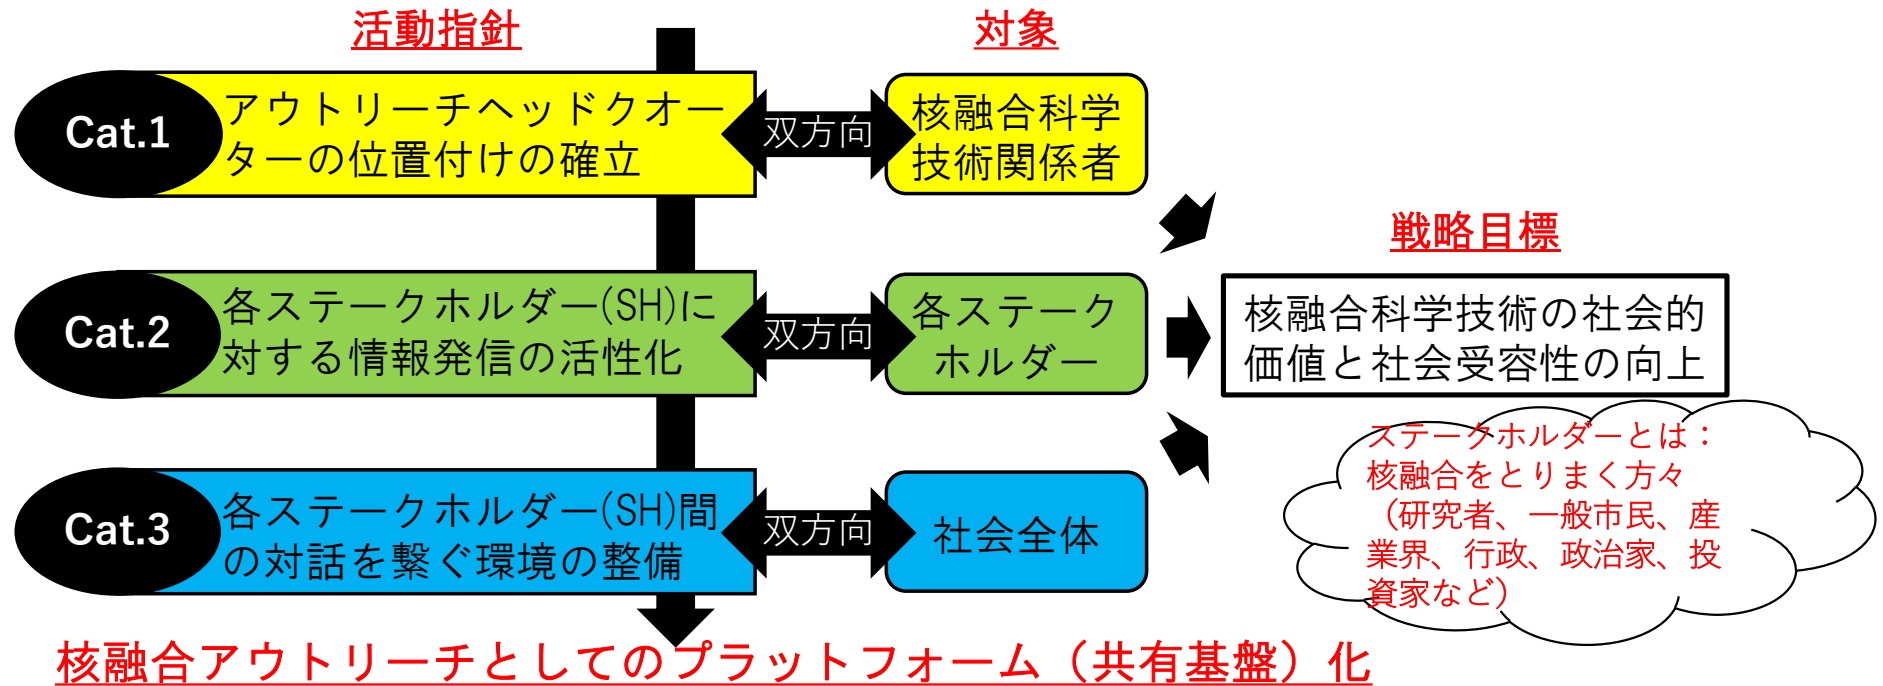 活動指針
対象
Cat.1
アウトリーチヘッドクオー
ターの位置付けの確立
双方向
核融合科学
技術関係者
戦略目標
Cat.2
各ステークホルダー(SH)に
対する情報発信の活性化
双方向
各ステーク
ホルダー
核融合科学技術の社会的
価値と社会受容性の向上
Cat.3
各ステークホルダー(SH)間
の対話を繋ぐ環境の整備
双方向
社会全体
ステークホルダーとは：
核融合をとりまく方々
（研究者、一般市民、産
業界、行政、政治家、投
資家など）
核融合アウトリーチとしてのプラットフォーム（共有基盤）化